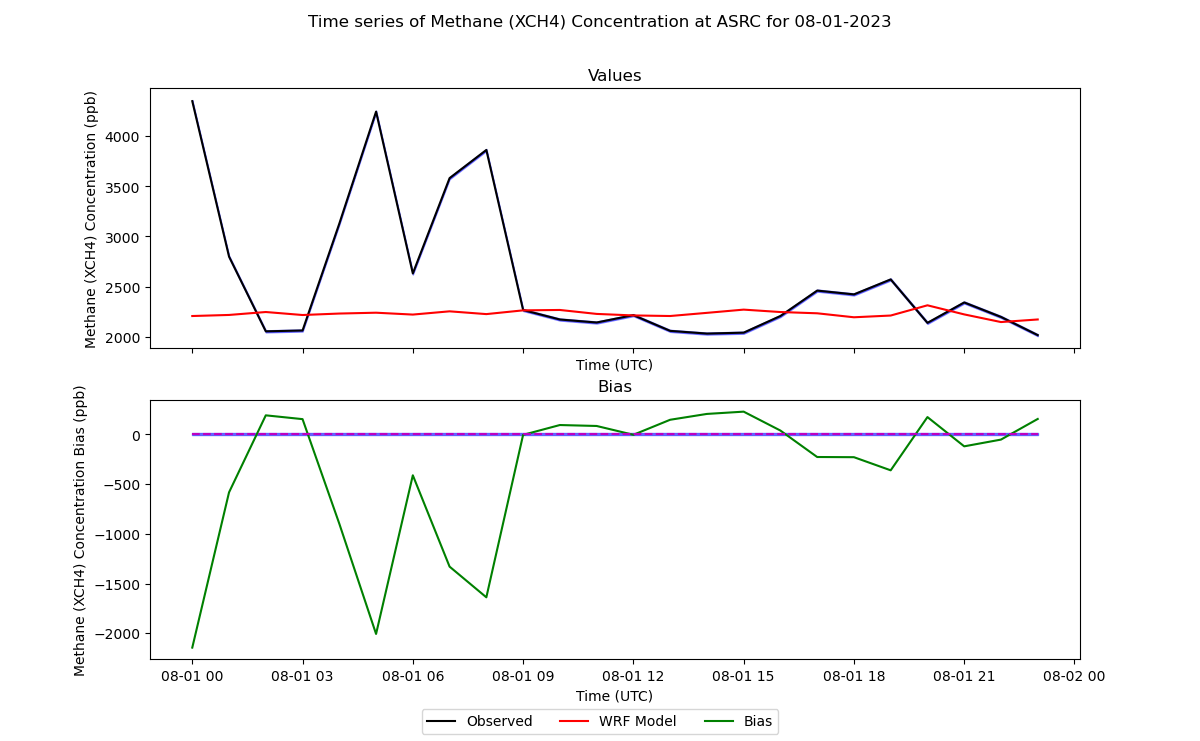 Time series of Methane (XCH4) Concentration at ASRC for 08-01-2023
Values
Methane (XCH4) Concentration (ppb)
4000
3500
3000
2500
2000
Time (UTC)
Bias
Methane (XCH4) Concentration Bias (ppb)
0
−500
−1000
−1500
−2000
08-01 00 08-01 03 08-01 06 08-01 09 08-01 12 08-01 15 08-01 18 08-01 21 08-02 00
Time (UTC)
Observed WRF Model Bias